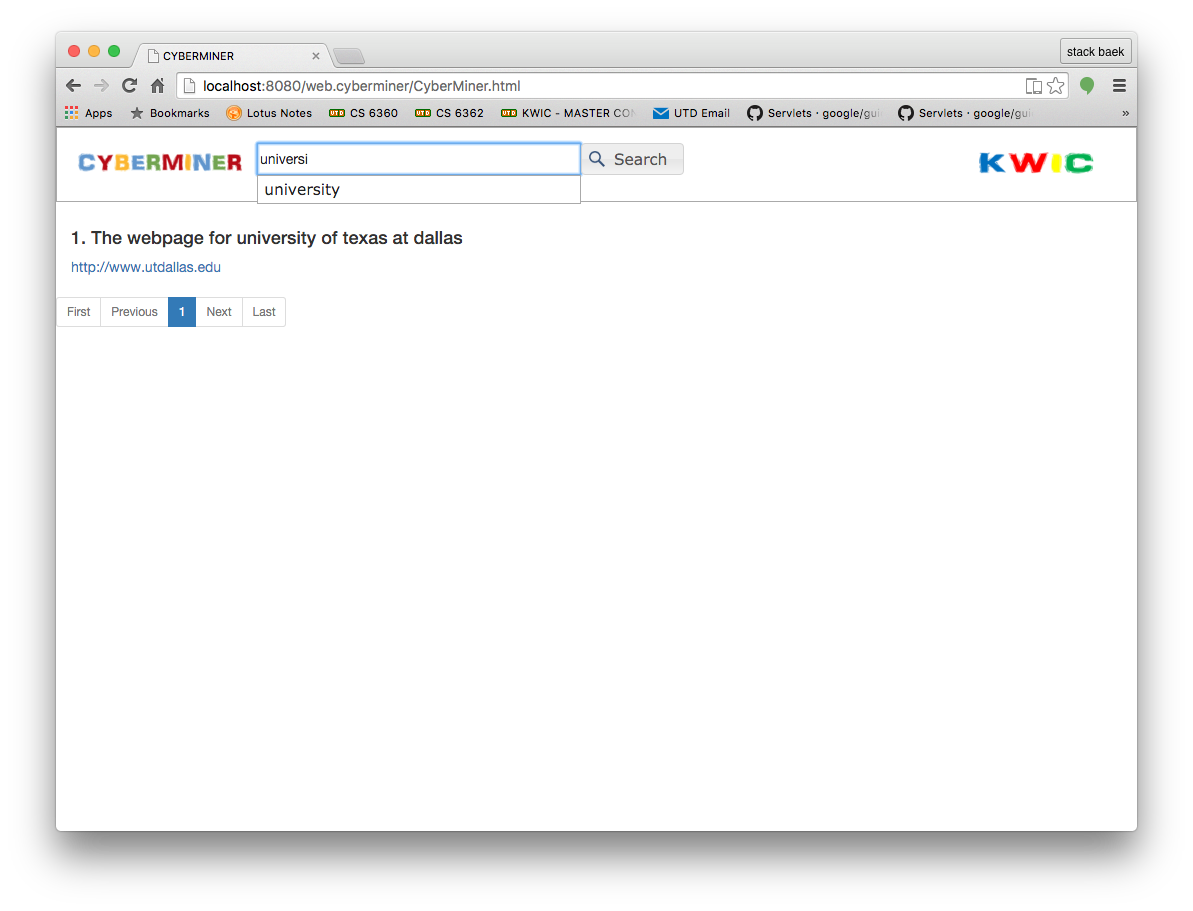 CYBERMINER
stack baek
localhost:8080/web.cyberminer/CyberMiner.html
Apps Bookmarks Lotus Notes UTD CS 6360 UTD CS 6362 UTD KWIC - MASTER CON UTD Email Servlets · google/gui Servlets · google/gui »
CYBERMINER universi Search KWIC
university
1. The webpage for university of texas at dallas
http://www.utdallas.edu
First Previous 1 Next Last